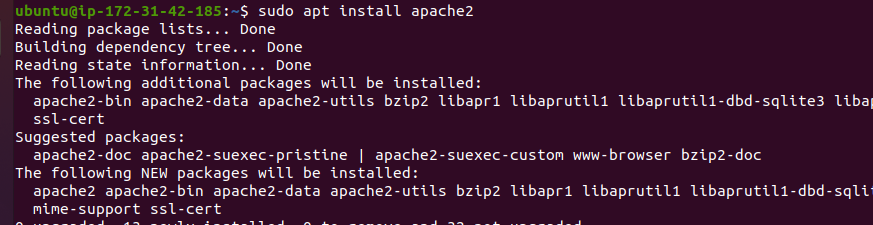 ubuntu@ip-172-31-42-185:~$ sudo apt install apache2
Reading package lists... Done
Building dependency tree... Done
Reading state information... Done
The following additional packages will be installed:
apache2-bin apache2-data apache2-utils bzip2 libapr1 libaprutil1 libaprutil1-dbd-sqlite3 libap
ssl-cert
Suggested packages:
apache2-doc apache2-suexec-pristine | apache2-suexec-custom www-browser bzip2-doc
The following NEW packages will be installed:
apache2 apache2-bin apache2-data apache2-utils bzip2 libapr1 libaprutil1 libaprutil1-dbd-sqli
mime-support ssl-cert